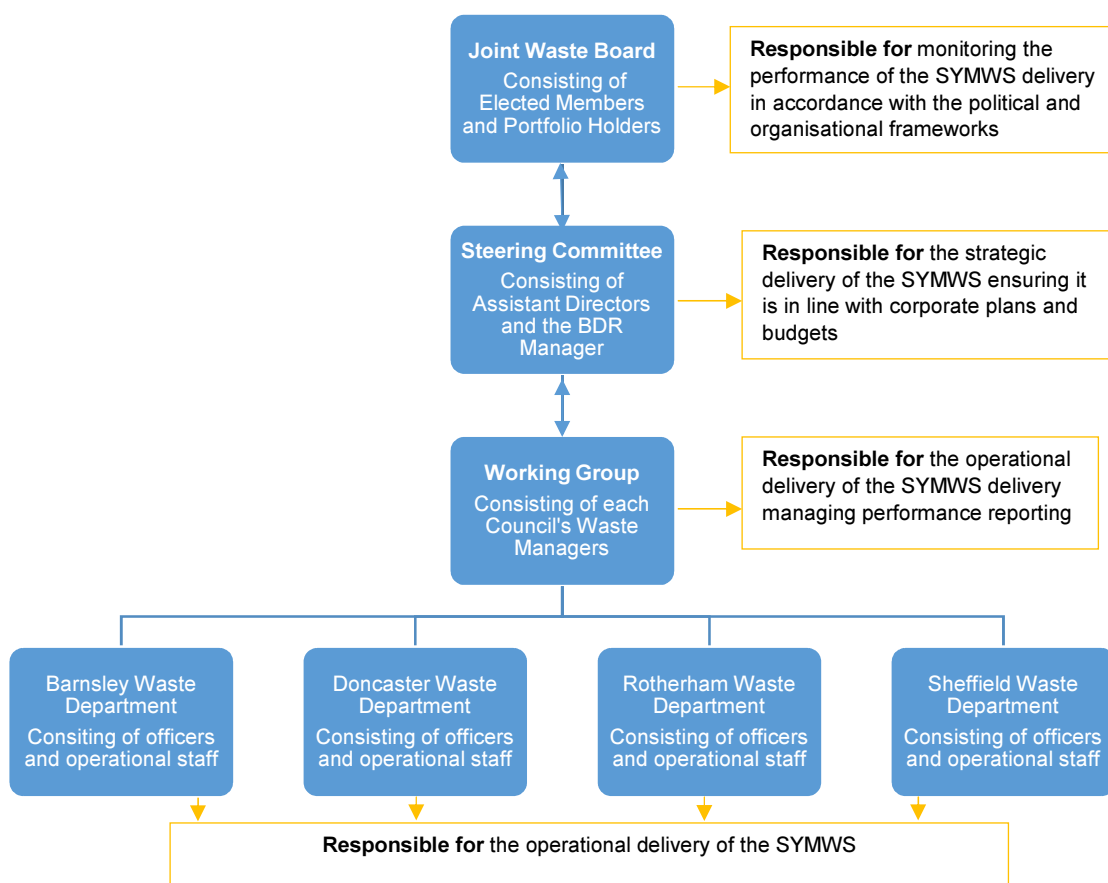 Joint Waste Board
Consisting of
Elected Members
and Portfolio Holders
Responsible for monitoring the
performance of the SYMWS delivery
in accordance with the political and
organisational frameworks
Steering Committee
Consisting of
Assistant Directors
and the BDR
Manager
Responsible for the strategic
delivery of the SYMWS ensuring it
is in line with corporate plans and
budgets
Working Group
Consisting of each
Council's Waste
Managers
Responsible for the operational
delivery of the SYMWS delivery
managing performance reporting
Barnsley Waste
Department
Consiting of officers
and operational staff
Doncaster Waste
Department
Consisting of officers
and operational staff
Rotherham Waste
Department
Consisting of officers
and operational staff
Sheffield Waste
Department
Consisting of officers
and operational staff
Responsible for the operational delivery of the SYMWS